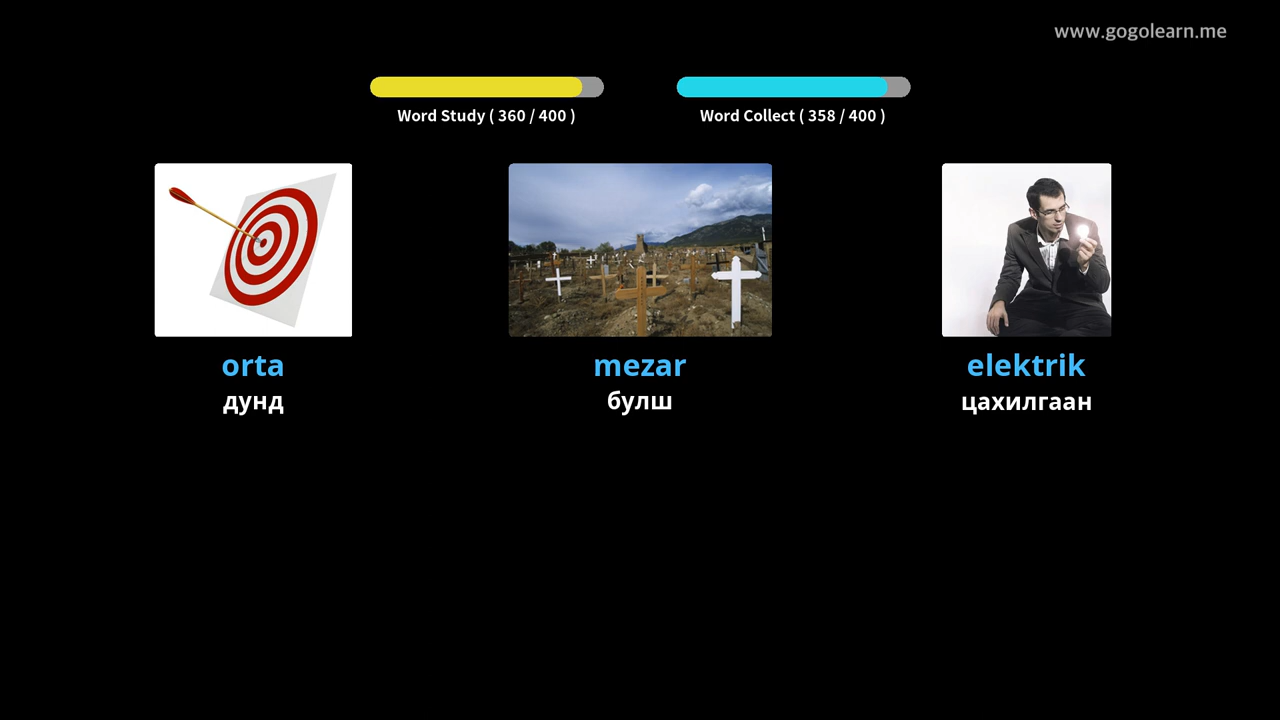 www.gogolearn.me
Word Study ( 360 / 400 )
Word Collect ( 358 / 400 )
orta
дунд
mezar
булш
elektrik
цахилгаан